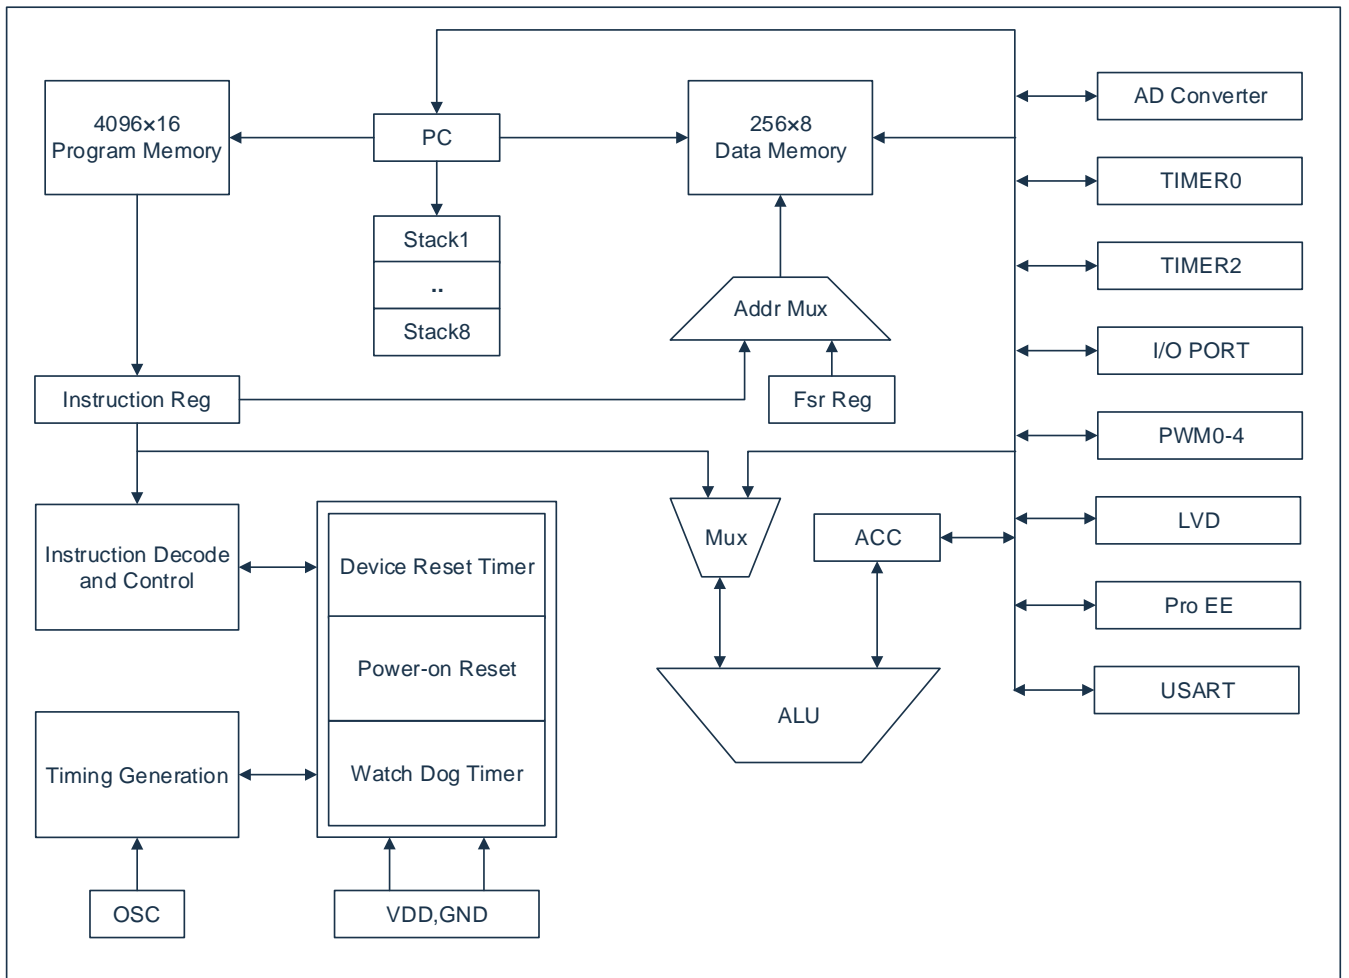 4096×16
Program Memory
PC
256×8
Data Memory
AD Converter
TIMER0
TIMER2
I/O PORT
PWM0-4
LVD
Pro EE
USART
Stack1
..
Stack8
Addr Mux
Instruction Reg
Fsr Reg
Instruction Decode
and Control
Device Reset Timer
Power-on Reset
Watch Dog Timer
Mux
ACC
ALU
Timing Generation
OSC
VDD,GND